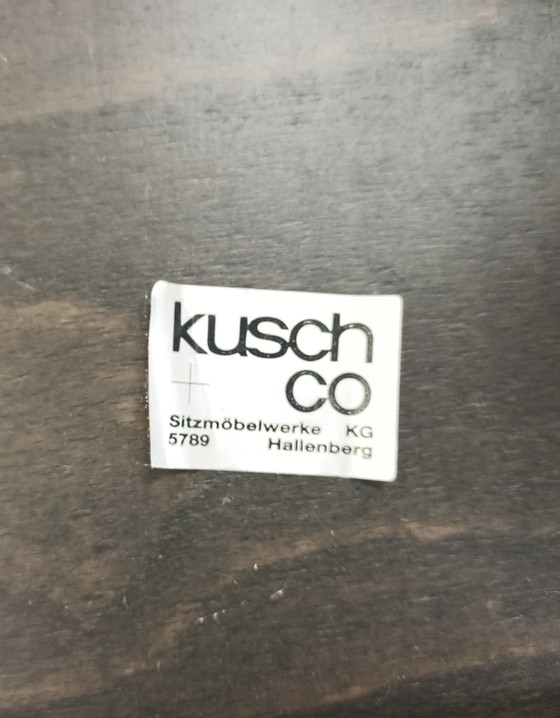 kusch
+ co
Sitzmöbelwerke KG
5789 Hallenberg